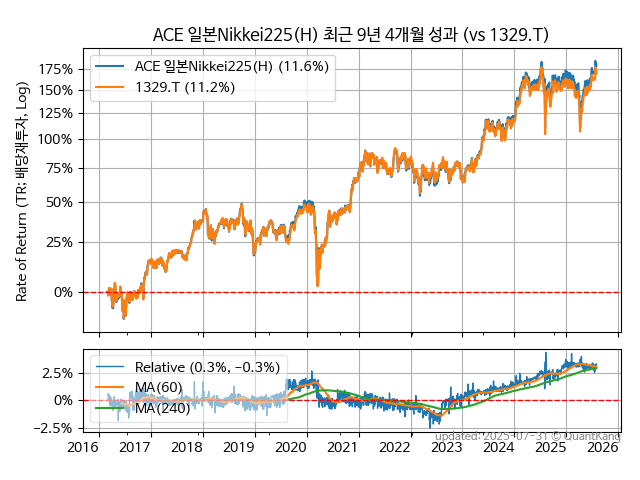 ACE 일본Nikkei225(H) 최근 9년 4개월 성과 (vs 1329.T)
Rate of Return (TR: 배당재투자, Log)
175%
150%
125%
100%
75%
50%
25%
0%
ACE 일본Nikkei225(H) (11.6%)
1329.T (11.2%)
2.5%
0.0%
−2.5%
Relative (0.3%, −0.3%)
MA(60)
MA(240)
2016 2017 2018 2019 2020 2021 2022 2023 2024 2025 2026
updated: 2025-07-31 © QuantKang